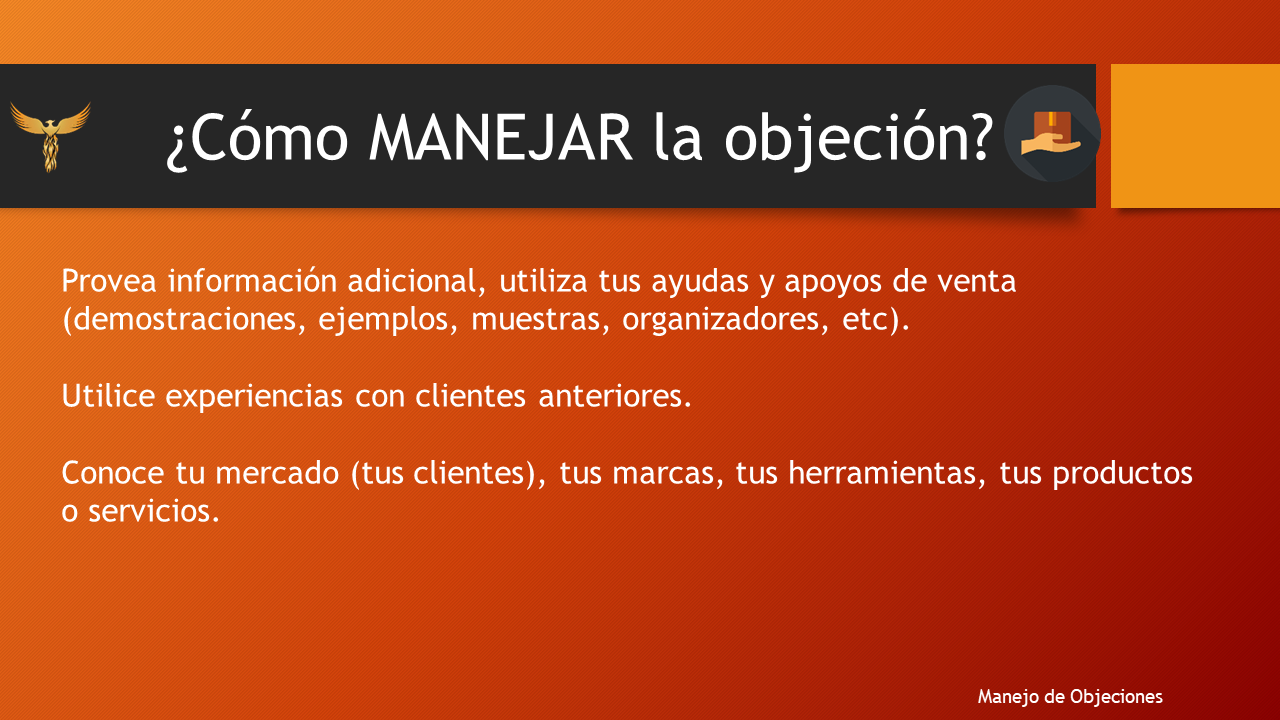 ¿Cómo MANEJAR la objeción?
Provea información adicional, utiliza tus ayudas y apoyos de venta
(demostraciones, ejemplos, muestras, organizadores, etc).
Utilice experiencias con clientes anteriores.
Conoce tu mercado (tus clientes), tus marcas, tus herramientas, tus productos
o servicios.
Manejo de Objeciones